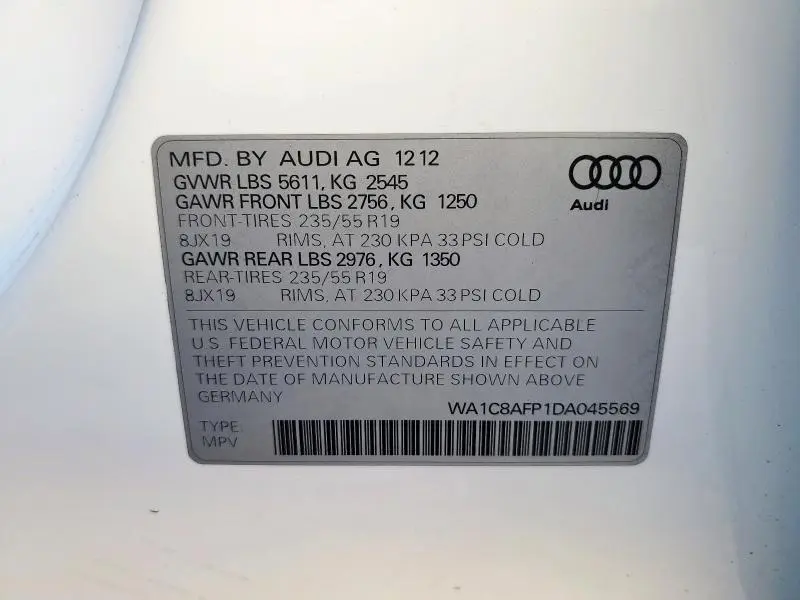 MFD. BY AUDI AG 12 12
GVWR LBS 5611, KG 2545
GAWR FRONT LBS 2756, KG 1250
FRONT-TIRES 235/55 R19
8JX19 RIMS, AT 230 KPA 33 PSI COLD
GAWR REAR LBS 2976, KG 1350
REAR-TIRES 235/55 R19
8JX19 RIMS, AT 230 KPA 33 PSI COLD
Audi
THIS VEHICLE CONFORMS TO ALL APPLICABLE
U.S. FEDERAL MOTOR VEHICLE SAFETY AND
THEFT PREVENTION STANDARDS IN EFFECT ON
THE DATE OF MANUFACTURE SHOWN ABOVE
GERMANY
WA1C8AFP1DA045569
TYPE:
MPV